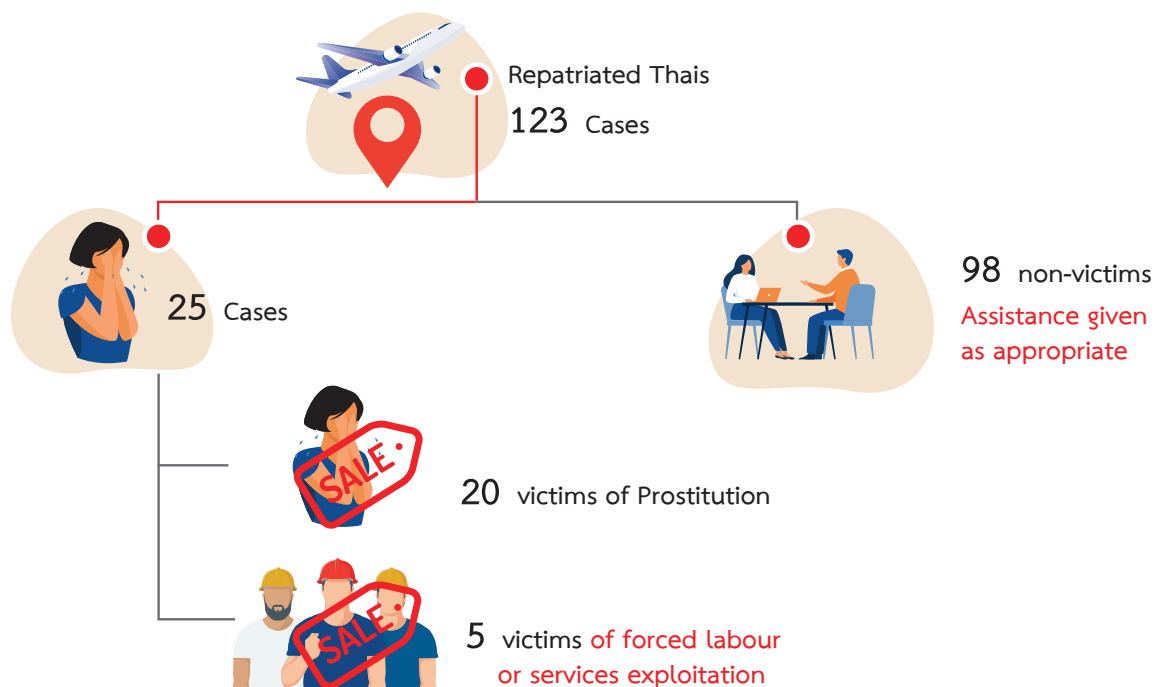 Repatriated Thais
123 Cases
25 Cases
98 non-victims
Assistance given
as appropriate
SALE
20 victims of Prostitution
SALE
5 victims of forced labour
or services exploitation